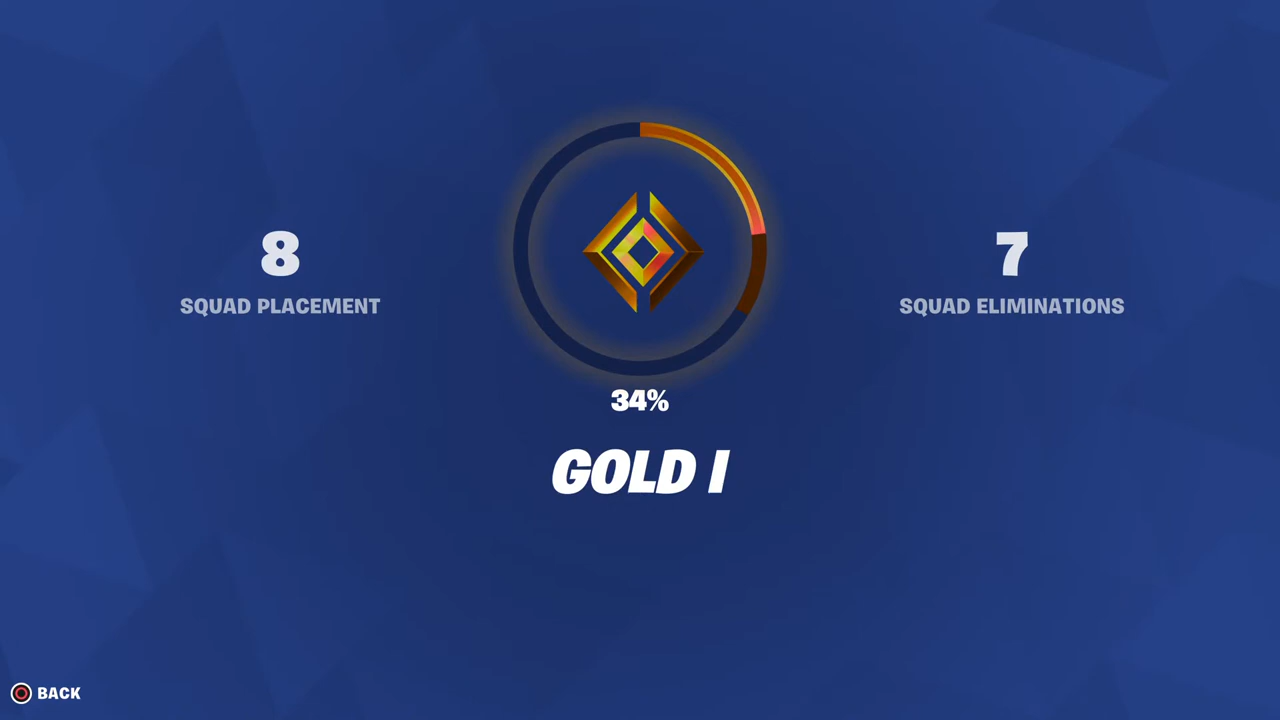 8
SQUAD PLACEMENT
7
SQUAD ELIMINATIONS
34%
GOLD I
BACK